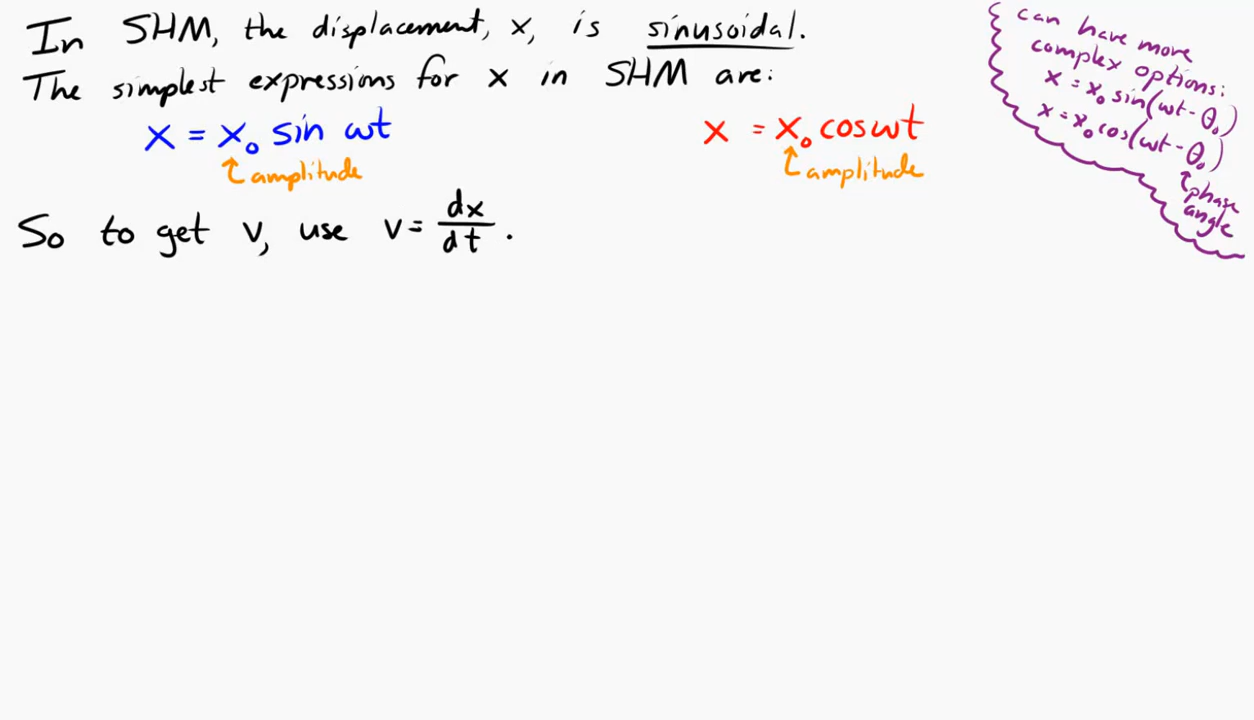 In SHM, the displacement, x, is sinusoidal.
The simplest expressions for x in SHM are:
x = x₀ sin ωt
↑ amplitude
x = x₀ cos ωt
↑ amplitude
So to get v, use v = dx/dt.
can have more
complex options:
x = x₀ sin(ωt - θ₀)
x = x₀ cos(ωt - θ₀)
↑ phase
angle